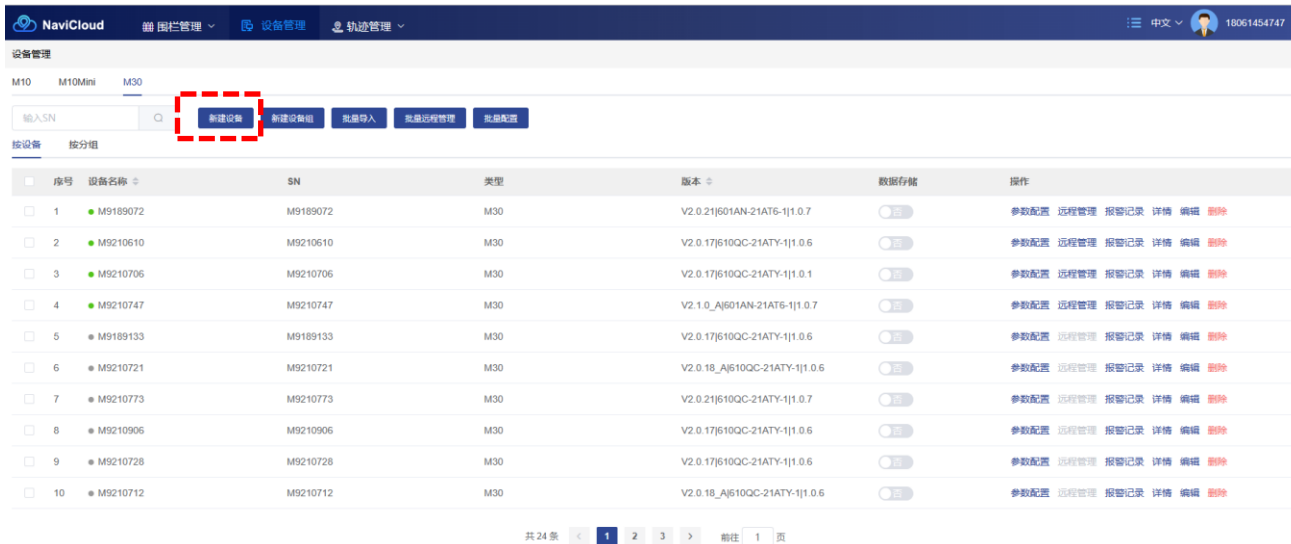 NaviCloud 围栏管理 设备管理 轨迹管理 中文 18061454747
设备管理
M10 M10Mini M30
输入SN 新建设备 新建设备组 批量导入 批量远程管理 批量配置
按设备 按分组
序号 设备名称 SN 类型 版本 数据存储 操作
1 M9189072 M9189072 M30 V2.0.21|601AN-21AT6-1|1.0.7 否 参数配置 远程管理 报警记录 详情 编辑 删除
2 M9210610 M9210610 M30 V2.0.17|610QC-21ATY-1|1.0.6 否 参数配置 远程管理 报警记录 详情 编辑 删除
3 M9210706 M9210706 M30 V2.0.17|610QC-21ATY-1|1.0.1 否 参数配置 远程管理 报警记录 详情 编辑 删除
4 M9210747 M9210747 M30 V2.1.0_A|601AN-21AT6-1|1.0.7 否 参数配置 远程管理 报警记录 详情 编辑 删除
5 M9189133 M9189133 M30 V2.0.17|610QC-21ATY-1|1.0.6 否 参数配置 远程管理 报警记录 详情 编辑 删除
6 M9210721 M9210721 M30 V2.0.18_A|610QC-21ATY-1|1.0.6 否 参数配置 远程管理 报警记录 详情 编辑 删除
7 M9210773 M9210773 M30 V2.0.21|610QC-21ATY-1|1.0.7 否 参数配置 远程管理 报警记录 详情 编辑 删除
8 M9210906 M9210906 M30 V2.0.17|610QC-21ATY-1|1.0.6 否 参数配置 远程管理 报警记录 详情 编辑 删除
9 M9210728 M9210728 M30 V2.0.17|610QC-21ATY-1|1.0.6 否 参数配置 远程管理 报警记录 详情 编辑 删除
10 M9210712 M9210712 M30 V2.0.18_A|610QC-21ATY-1|1.0.6 否 参数配置 远程管理 报警记录 详情 编辑 删除
共 24 条 < 1 2 3 > 前往 1 页